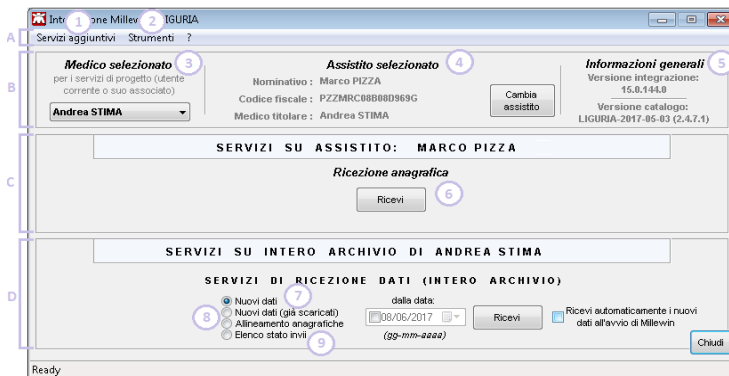 Inte one Millew IGURIA
1 2
A Servizi aggiuntivi Strumenti ?
B
Medico selezionato 3
per i servizi di progetto (utente
corrente o suo associato)
Andrea STIMA
Assistito selezionato 4
Nominativo : Marco PIZZA
Codice fiscale : PZZMRC08B08D969G
Medico titolare : Andrea STIMA
Cambia
assistito
Informazioni generali 5
Versione integrazione:
15.0.144.0
Versione catalogo:
LIGURIA-2017-05-03 (2.4.7.1)
C
SERVIZI SU ASSISTITO: MARCO PIZZA
Ricezione anagrafica
Ricevi 6
D
SERVIZI SU INTERO ARCHIVIO DI ANDREA STIMA
SERVIZI DI RICEZIONE DATI (INTERO ARCHIVIO)
Nuovi dati 7
8 Nuovi dati (già scaricati)
Allineamento anagrafiche
Elenco stato invii 9
dalla data:
08/06/2017
(gg-mm-aaaa)
Ricevi
Ricevi automaticamente i nuovi
dati all'avvio di Millewin
Chiudi
Ready